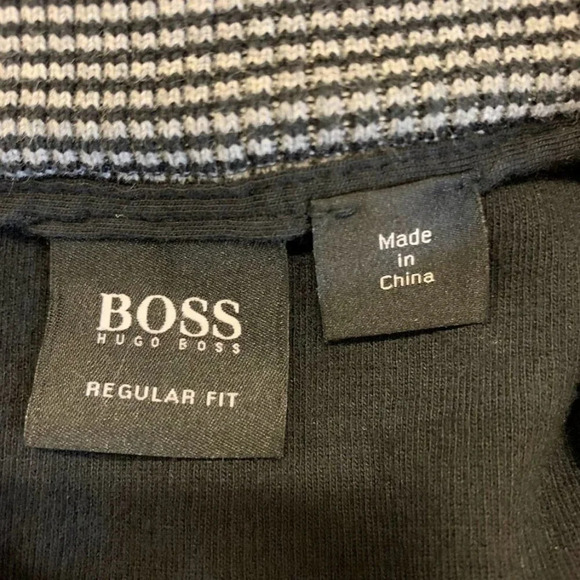 BOSS
HUGO BOSS
REGULAR FIT
Made
in
China